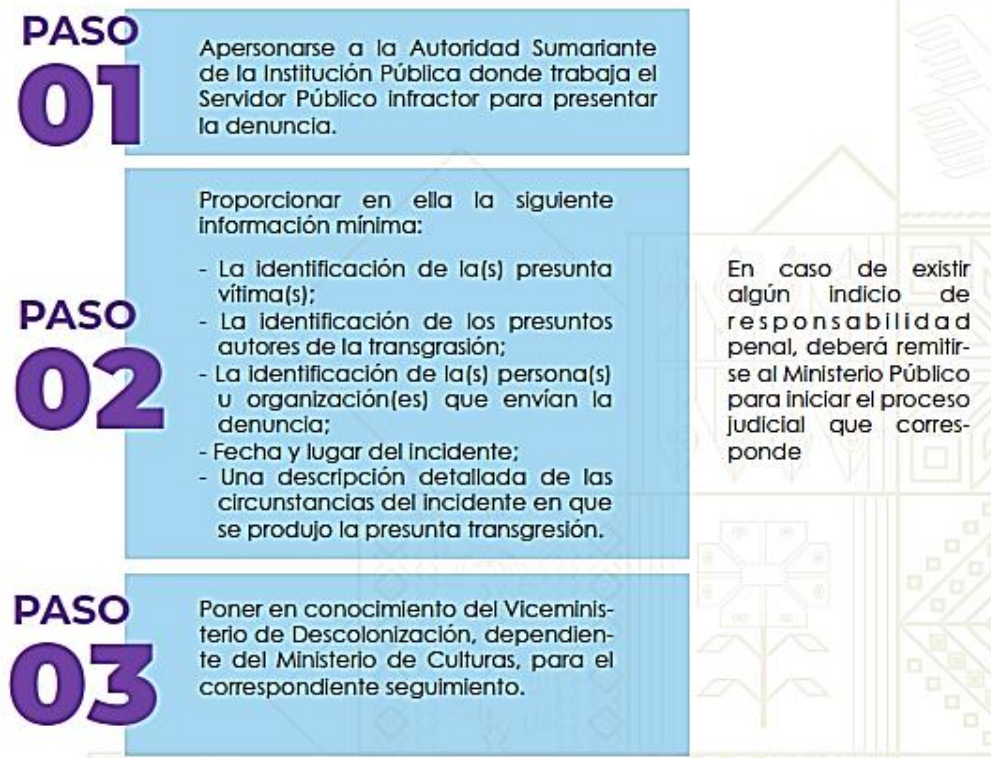 PASO
01
Apersonarse a la Autoridad Sumariante
de la Institución Pública donde trabaja el
Servidor Público infractor para presentar
la denuncia.
PASO
02
Proporcionar en ella la siguiente
información mínima:
- La identificación de la(s) presunta
vítima(s);
- La identificación de los presuntos
autores de la transgrasión;
- La identificación de la(s) persona(s)
u organización(es) que envían la
denuncia;
- Fecha y lugar del incidente;
- Una descripción detallada de las
circunstancias del incidente en que
se produjo la presunta transgresión.
En caso de existir
algún indicio de
responsabilidad
penal, deberá remitir-
se al Ministerio Público
para iniciar el proceso
judicial que corres-
ponde
PASO
03
Poner en conocimiento del Viceminis-
terio de Descolonización, dependien-
te del Ministerio de Culturas, para el
correspondiente seguimiento.